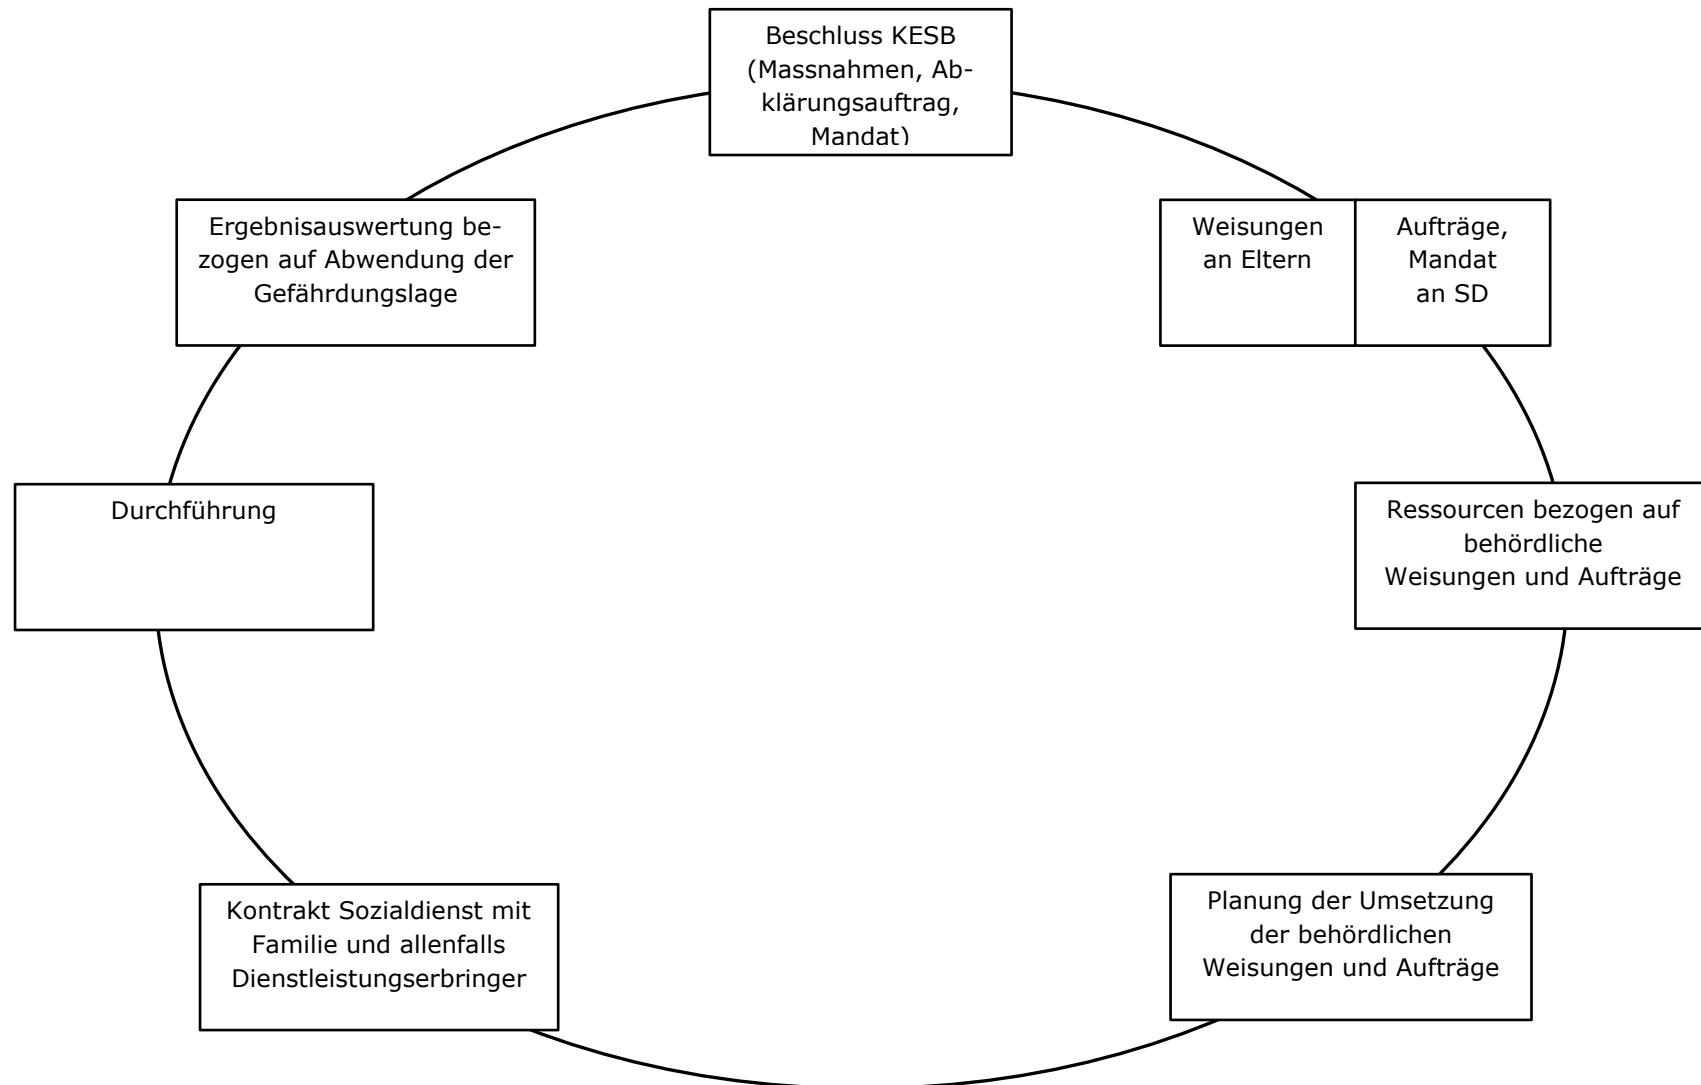 Beschluss KESB
(Massnahmen, Ab-
klärungsauftrag,
Mandat)
Ergebnisauswertung be-
zogen auf Abwendung der
Gefährdungslage
Weisungen
an Eltern
Aufträge,
Mandat
an SD
Durchführung
Ressourcen bezogen auf
behördliche
Weisungen und Aufträge
Kontrakt Sozialdienst mit
Familie und allenfalls
Dienstleistungserbringer
Planung der Umsetzung
der behördlichen
Weisungen und Aufträge